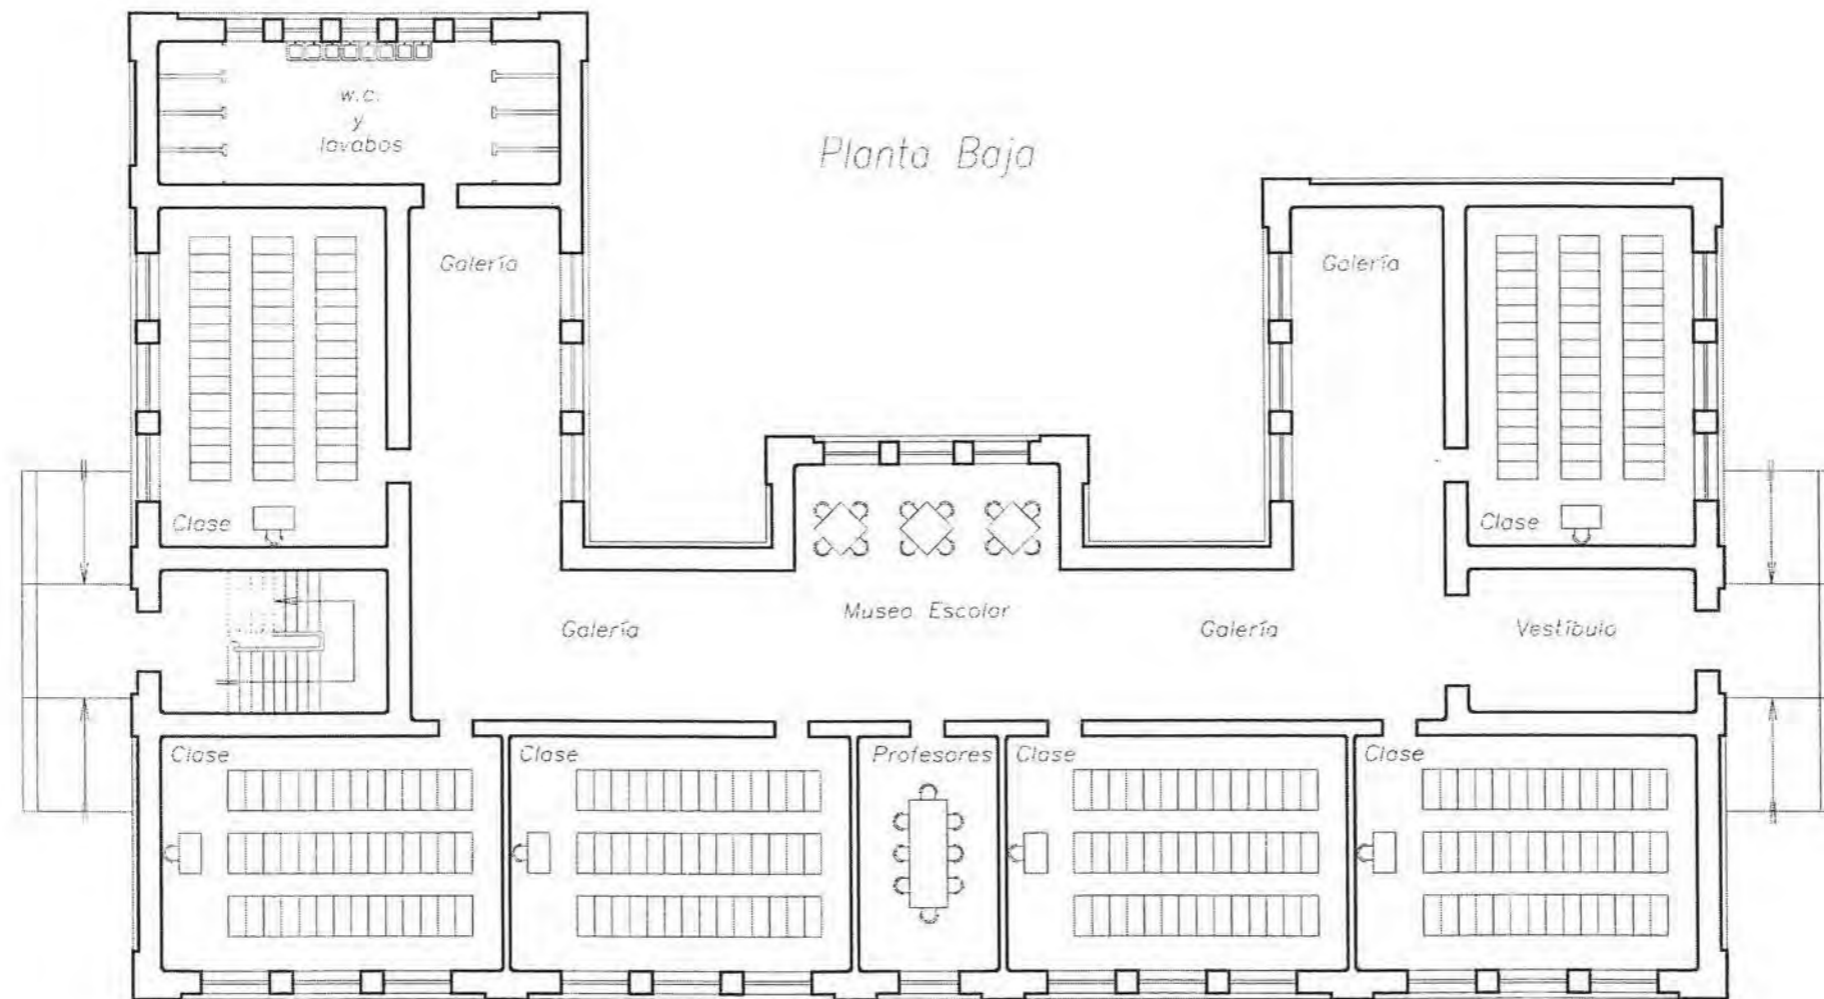 w.c.
y
lavabos
Planta Baja
Galería
Galería
Clase
Clase
Museo Escolar
Galería
Galería
Vestíbulo
Clase
Clase
Profesores
Clase
Clase